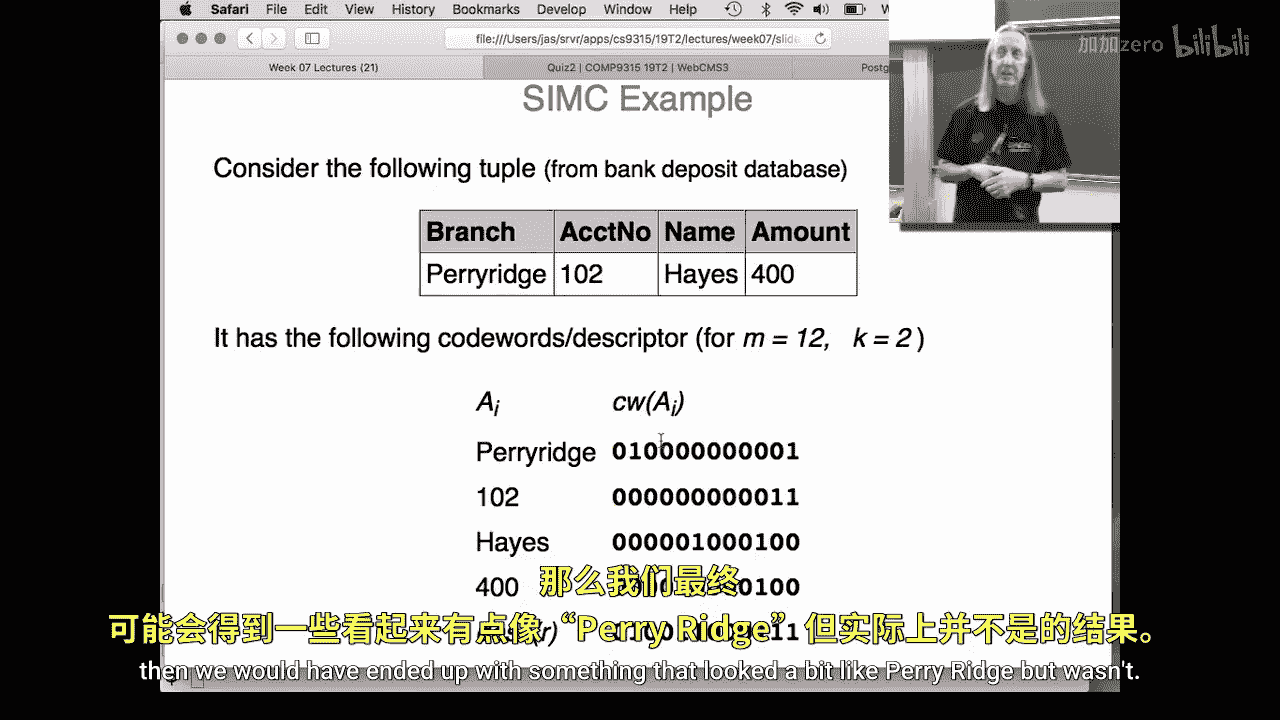 Safari File Edit View History Bookmarks Develop Window Help
file:///Users/jas/srvr/apps/cs9315/19T2/lectures/week07/slide
Week 07 Lectures (21) Quiz2 | COMP9315 19T2 | WebCMS3 Postg
加加zero bilibili
SIMC Example
Consider the following tuple (from bank deposit database)
Branch AcctNo Name Amount
Perryridge 102 Hayes 400
It has the following codewords/descriptor (for m = 12, k = 2 )
Ai cw(Ai)
Perryridge 010000000001
102 000000000011
Hayes 000001000100
400
那么我们最终
可能会得到一些看起来有点像“Perry Ridge”但实际上并不是的结果。
then we would have ended up with something that looked a bit like Perry Ridge but wasn't.